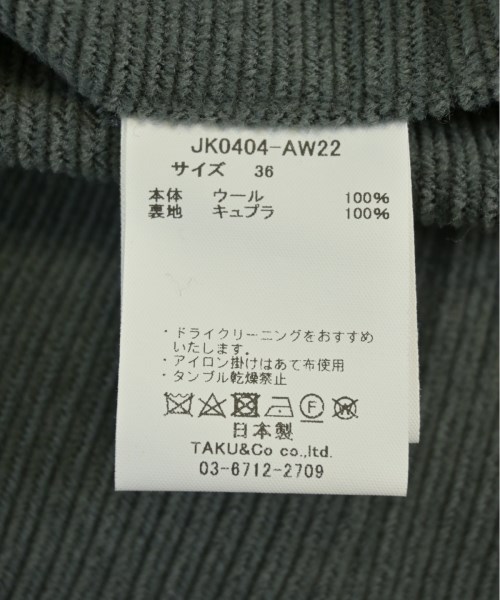 JK0404-AW22
サイズ 36
本体 ウール 100%
裏地 キュプラ 100%
・ドライクリーニングをおすすめ
いたします。
・アイロン掛けはあて布使用
・タンブル乾燥禁止
F W
日本製
TAKU&Co co.,ltd.
03-6712-2709